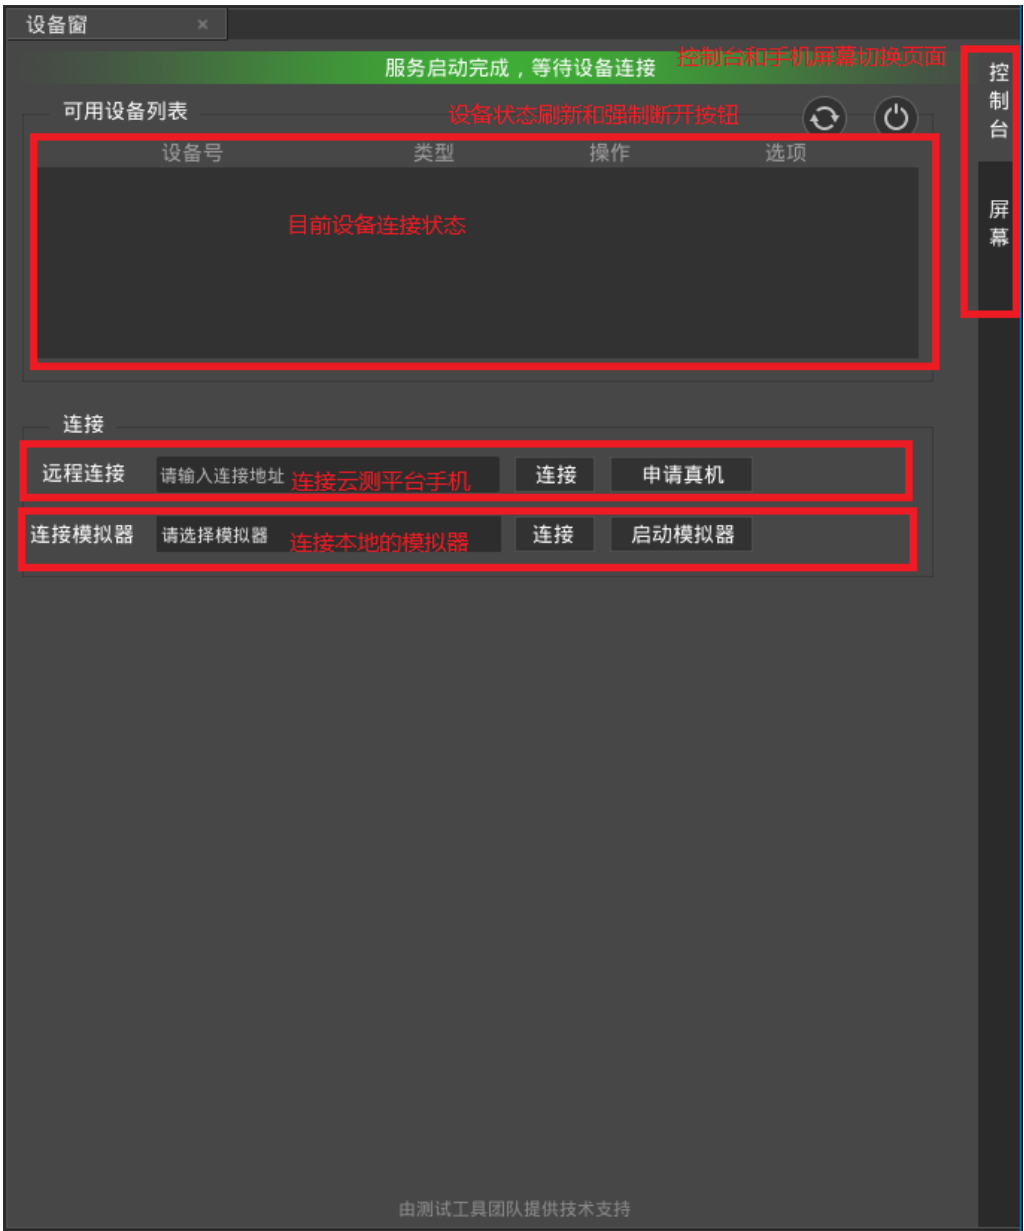 设备窗 ×
服务启动完成，等待设备连接
控制台和手机屏幕切换页面
控制台
屏幕
可用设备列表
设备状态刷新和强制断开按钮
设备号 类型 操作 选项
目前设备连接状态
连接
远程连接 请输入连接地址 连接云测平台手机 连接 申请真机
连接模拟器 请选择模拟器 连接本地的模拟器 连接 启动模拟器
由测试工具团队提供技术支持